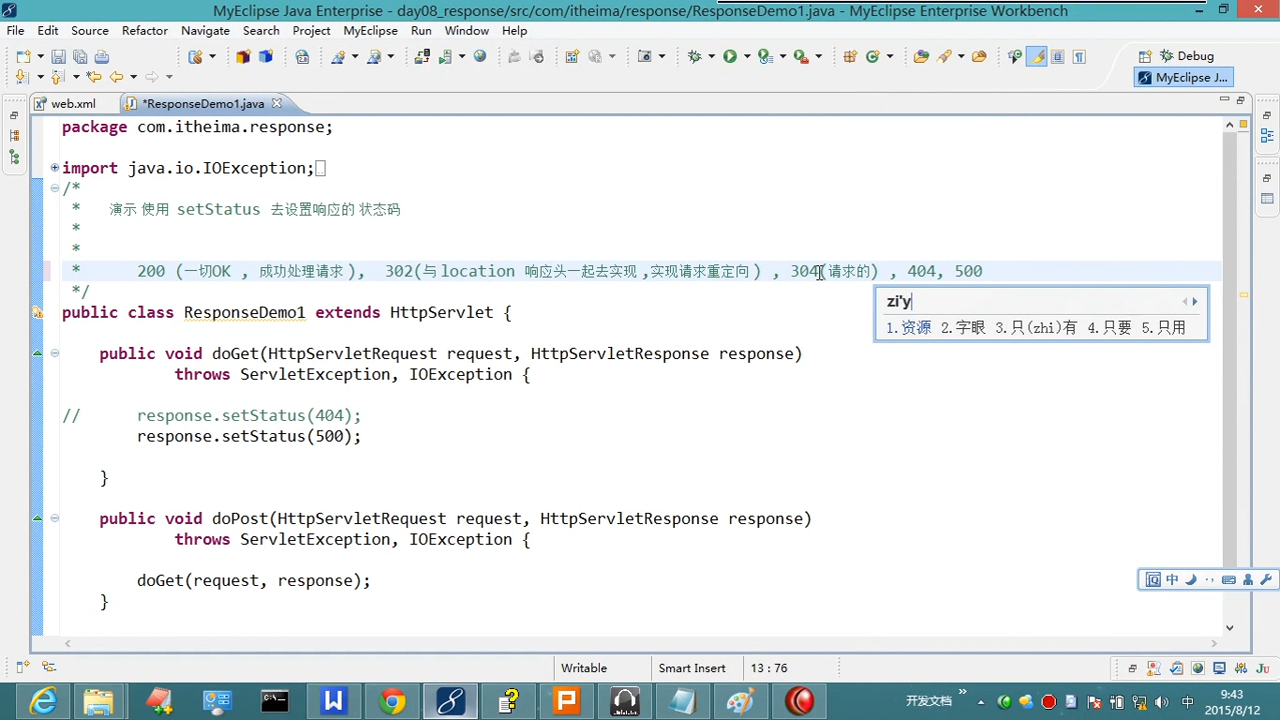 MyEclipse Java Enterprise - day08_response/src/com/itheima/response/ResponseDemo1.java - MyEclipse Enterprise Workbench
File Edit Source Refactor Navigate Search Project MyEclipse Run Window Help
Debug
MyEclipse J...
web.xml *ResponseDemo1.java
package com.itheima.response;
import java.io.IOException;
/*
* 演示 使用 setStatus 去设置响应的 状态码
*
*
* 200 (一切OK , 成功处理请求 ), 302(与 location 响应头一起去实现 ,实现请求重定向 ) , 304(请求的) , 404, 500
*/
zi'y
1.资源 2.字眼 3.只(zhi)有 4.只要 5.只用
public class ResponseDemo1 extends HttpServlet {
public void doGet(HttpServletRequest request, HttpServletResponse response)
throws ServletException, IOException {
// response.setStatus(404);
response.setStatus(500);
}
public void doPost(HttpServletRequest request, HttpServletResponse response)
throws ServletException, IOException {
doGet(request, response);
}
中
Writable Smart Insert 13 : 76
开发文档 » 中 9:43
2015/8/12